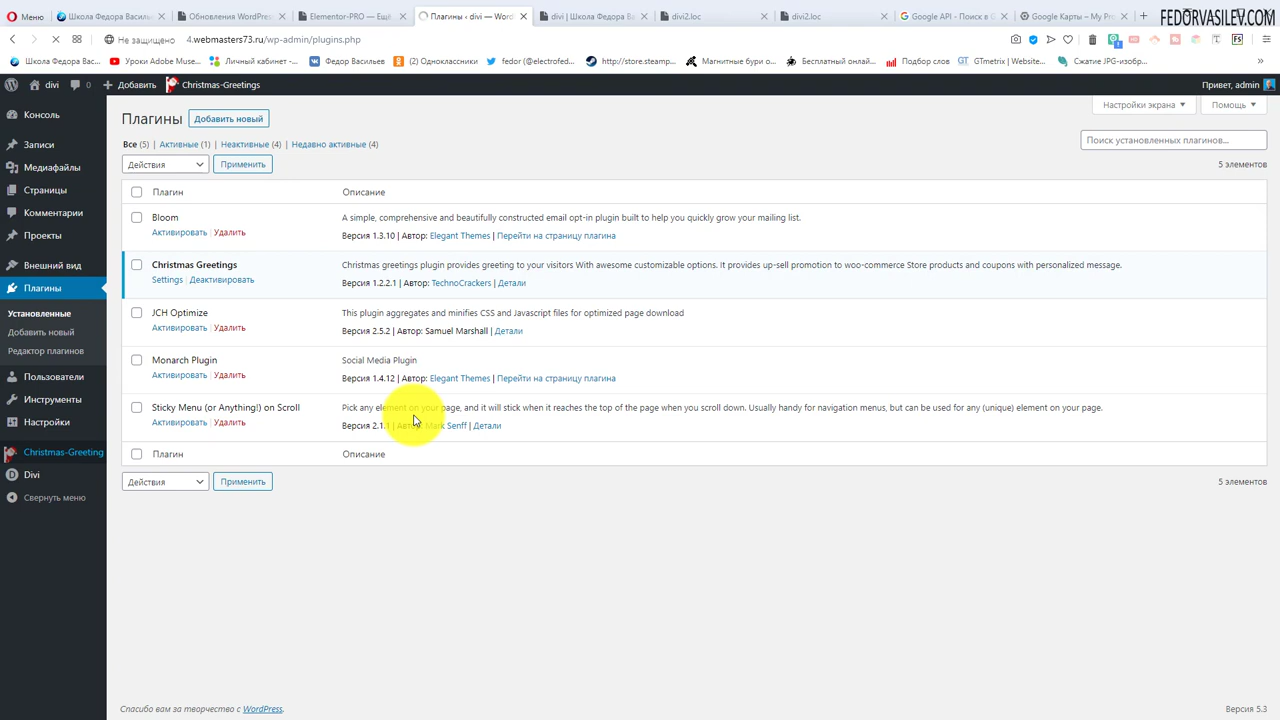 Меню
Школа Федора Василь
Обновления WordPres
Elementor-PRO — Ещё
Плагины ‹ divi — Word
divi | Школа Федора Ва
divi2.loc
divi2.loc
Google API - Поиск в G
Google Карты – My Pro
FEDORVASILEV.COM
Не защищено
4.webmasters73.ru/wp-admin/plugins.php
Школа Федора Вас...
Уроки Adobe Muse...
Личный кабинет -...
Федор Васильев
(2) Одноклассники
fedor (@electrofed...
http://store.steamp...
Магнитные бури о...
Бесплатный онлай...
Подбор слов
GTmetrix | Website...
Сжатие JPG-изобр...
divi
0
Добавить
Christmas-Greetings
Привет, admin
Консоль
Записи
Медиафайлы
Страницы
Комментарии
Проекты
Внешний вид
Плагины
Установленные
Добавить новый
Редактор плагинов
Пользователи
Инструменты
Настройки
Christmas-Greeting
Divi
Свернуть меню
Настройки экрана
Помощь
Плагины
Добавить новый
Все (5) | Активные (1) | Неактивные (4) | Недавно активные (4)
Поиск установленных плагинов...
Действия
Применить
5 элементов
Плагин
Описание
Bloom
A simple, comprehensive and beautifully constructed email opt-in plugin built to help you quickly grow your mailing list.
Активировать | Удалить
Версия 1.3.10 | Автор: Elegant Themes | Перейти на страницу плагина
Christmas Greetings
Christmas greetings plugin provides greeting to your visitors With awesome customizable options. It provides up-sell promotion to woo-commerce Store products and coupons with personalized message.
Settings | Деактивировать
Версия 1.2.2.1 | Автор: TechnoCrackers | Детали
JCH Optimize
This plugin aggregates and minifies CSS and Javascript files for optimized page download
Активировать | Удалить
Версия 2.5.2 | Автор: Samuel Marshall | Детали
Monarch Plugin
Social Media Plugin
Активировать | Удалить
Версия 1.4.12 | Автор: Elegant Themes | Перейти на страницу плагина
Sticky Menu (or Anything!) on Scroll
Pick any element on your page, and it will stick when it reaches the top of the page when you scroll down. Usually handy for navigation menus, but can be used for any (unique) element on your page.
Активировать | Удалить
Версия 2.1.1 | Автор: Mark Senff | Детали
Плагин
Описание
Действия
Применить
5 элементов
Спасибо вам за творчество с WordPress.
Версия 5.3